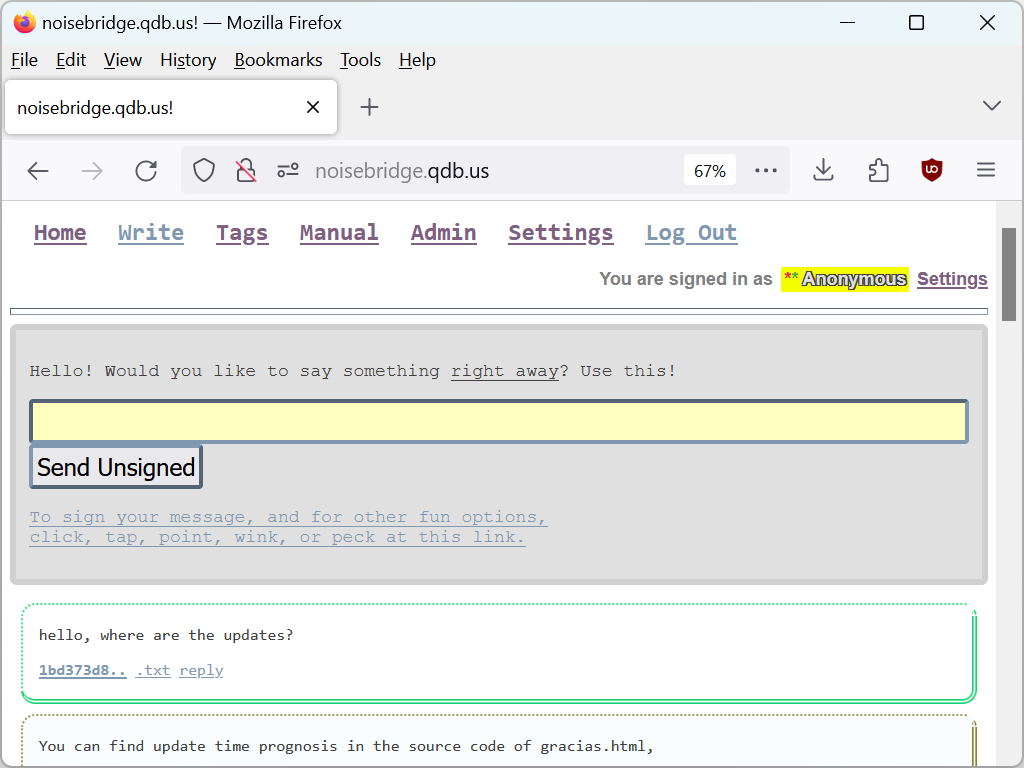 noisebridge.qdb.us! — Mozilla Firefox
File Edit View History Bookmarks Tools Help
noisebridge.qdb.us!
noisebridge.qdb.us 67%
Home Write Tags Manual Admin Settings Log Out
You are signed in as ** Anonymous Settings
Hello! Would you like to say something right away? Use this!
Send Unsigned
To sign your message, and for other fun options,
click, tap, point, wink, or peck at this link.
hello, where are the updates?
1bd373d8.. .txt reply
You can find update time prognosis in the source code of gracias.html,